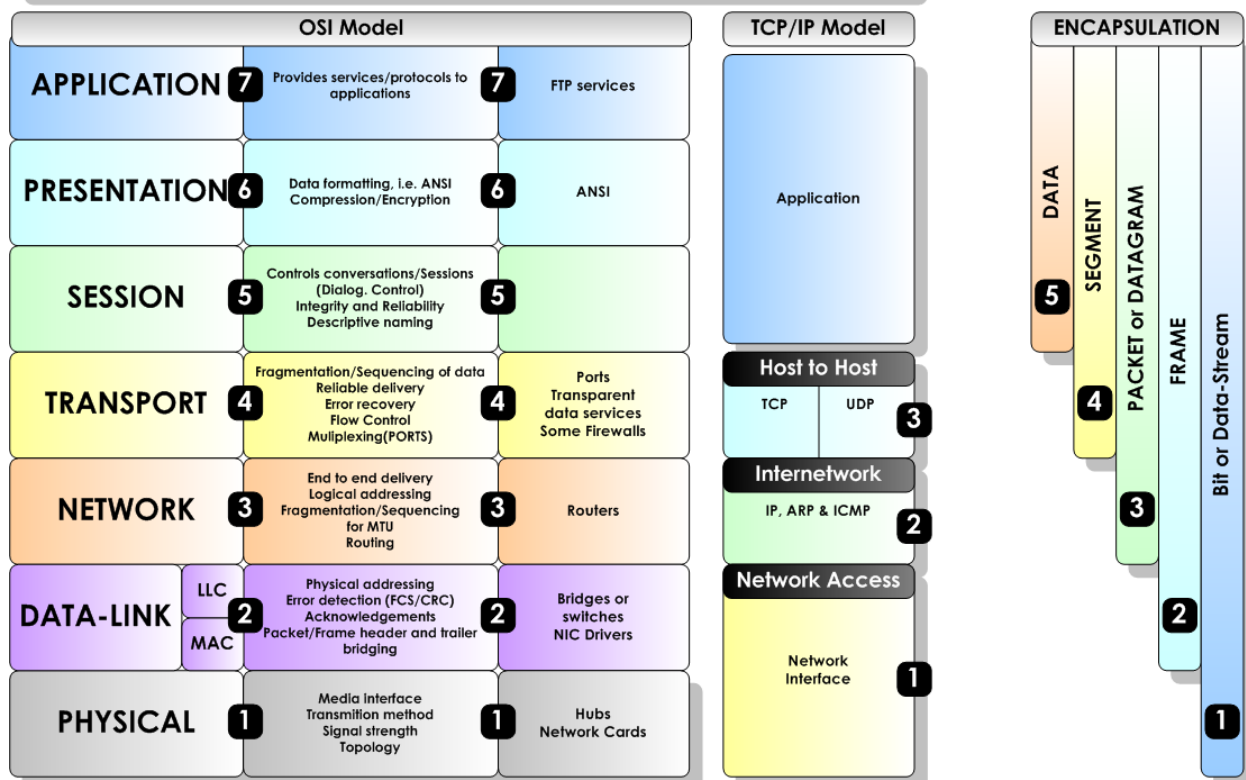 OSI Model
APPLICATION
7
Provides services/protocols to
applications
7
FTP services
PRESENTATION
6
Data formatting, i.e. ANSI
Compression/Encryption
6
ANSI
SESSION
5
Controls conversations/Sessions
(Dialog. Control)
Integrity and Reliability
Descriptive naming
5
TRANSPORT
4
Fragmentation/Sequencing of data
Reliable delivery
Error recovery
Flow Control
Muliplexing(PORTS)
4
Ports
Transparent
data services
Some Firewalls
NETWORK
3
End to end delivery
Logical addressing
Fragmentation/Sequencing
for MTU
Routing
3
Routers
DATA-LINK
LLC
MAC
2
Physical addressing
Error detection (FCS/CRC)
Acknowledgements
Packet/Frame header and trailer
bridging
2
Bridges or
switches
NIC Drivers
PHYSICAL
1
Media interface
Transmition method
Signal strength
Topology
1
Hubs
Network Cards
TCP/IP Model
Application
Host to Host
TCP
UDP
3
Internetwork
IP, ARP & ICMP
2
Network Access
Network
Interface
1
ENCAPSULATION
DATA
5
SEGMENT
4
PACKET or DATAGRAM
3
FRAME
2
Bit or Data-Stream
1